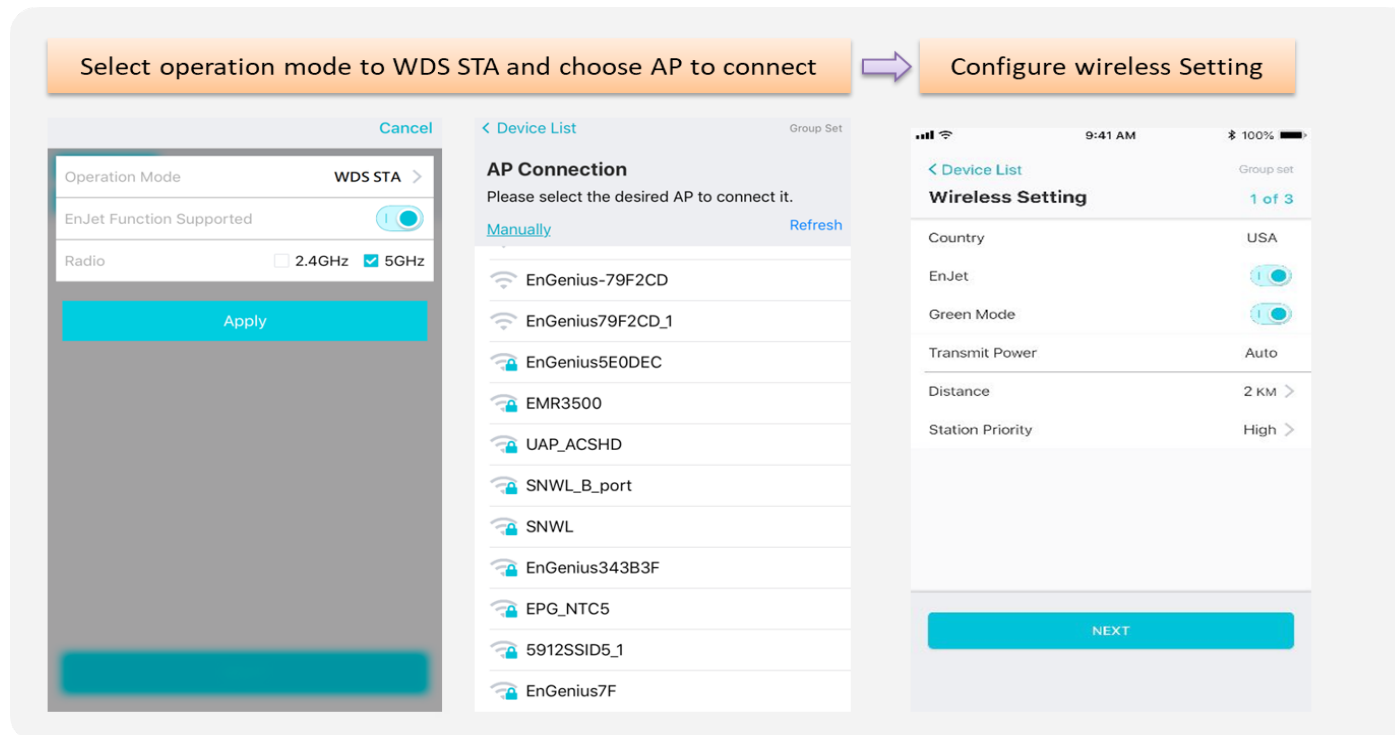 Select operation mode to WDS STA and choose AP to connect
Configure wireless Setting
Cancel
Operation Mode WDS STA
EnJet Function Supported
Radio 2.4GHz 5GHz
Apply
Device List Group Set
AP Connection
Please select the desired AP to connect it.
Manually Refresh
EnGenius-79F2CD
EnGenius79F2CD_1
EnGenius5E0DEC
EMR3500
UAP_ACSHD
SNWL_B_port
SNWL
EnGenius343B3F
EPG_NTC5
5912SSID5_1
EnGenius7F
9:41 AM 100%
Device List Group set
Wireless Setting 1 of 3
Country USA
EnJet
Green Mode
Transmit Power Auto
Distance 2 KM
Station Priority High
NEXT